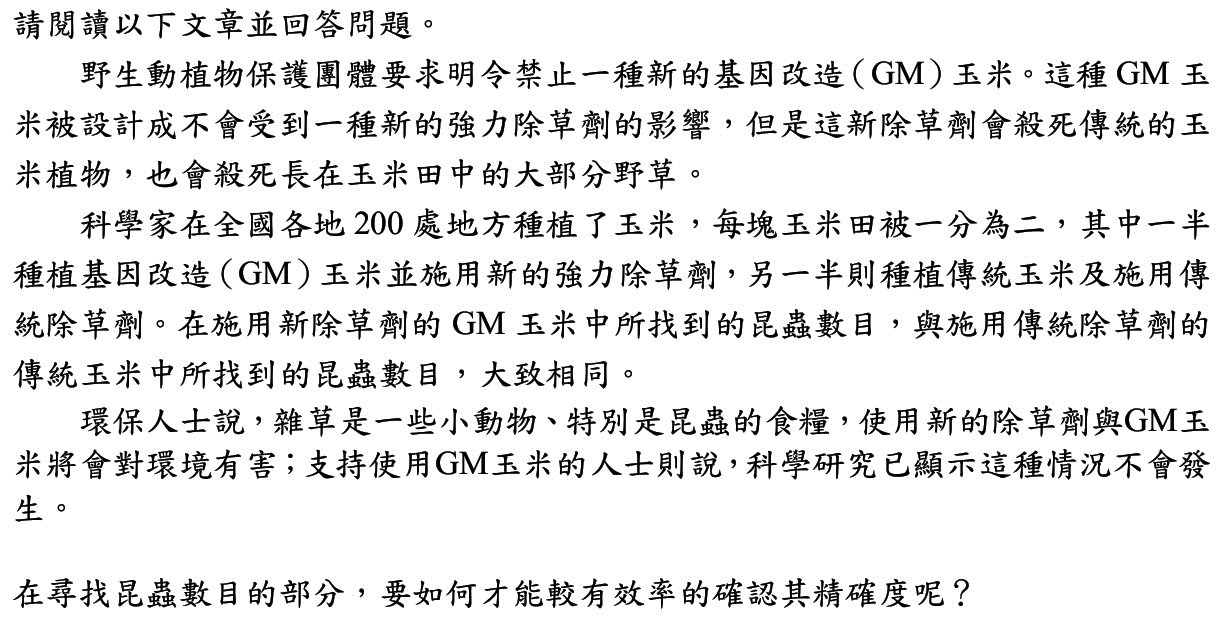 請閱讀以下文章並回答問題。
野生動植物保護團體要求明令禁止一種新的基因改造(GM)玉米。這種 GM 玉
米被設計成不會受到一種新的強力除草劑的影響,但是這新除草劑會殺死傳統的玉
米植物,也會殺死長在玉米田中的大部分野草。
科學家在全國各地 200 處地方種植了玉米,每塊玉米田被一分為二,其中一半
種植基因改造(GM)玉米並施用新的強力除草劑,另一半則種植傳統玉米及施用傳
統除草劑。在施用新除草劑的 GM 玉米中所找到的昆蟲數目,與施用傳統除草劑的
傳統玉米中所找到的昆蟲數目,大致相同。
環保人士說,雜草是一些小動物、特別是昆蟲的食糧,使用新的除草劑與GM玉
米將會對環境有害;支持使用GM玉米的人士則說,科學研究已顯示這種情況不會發
生。
在尋找昆蟲數目的部分,要如何才能較有效率的確認其精確度呢?